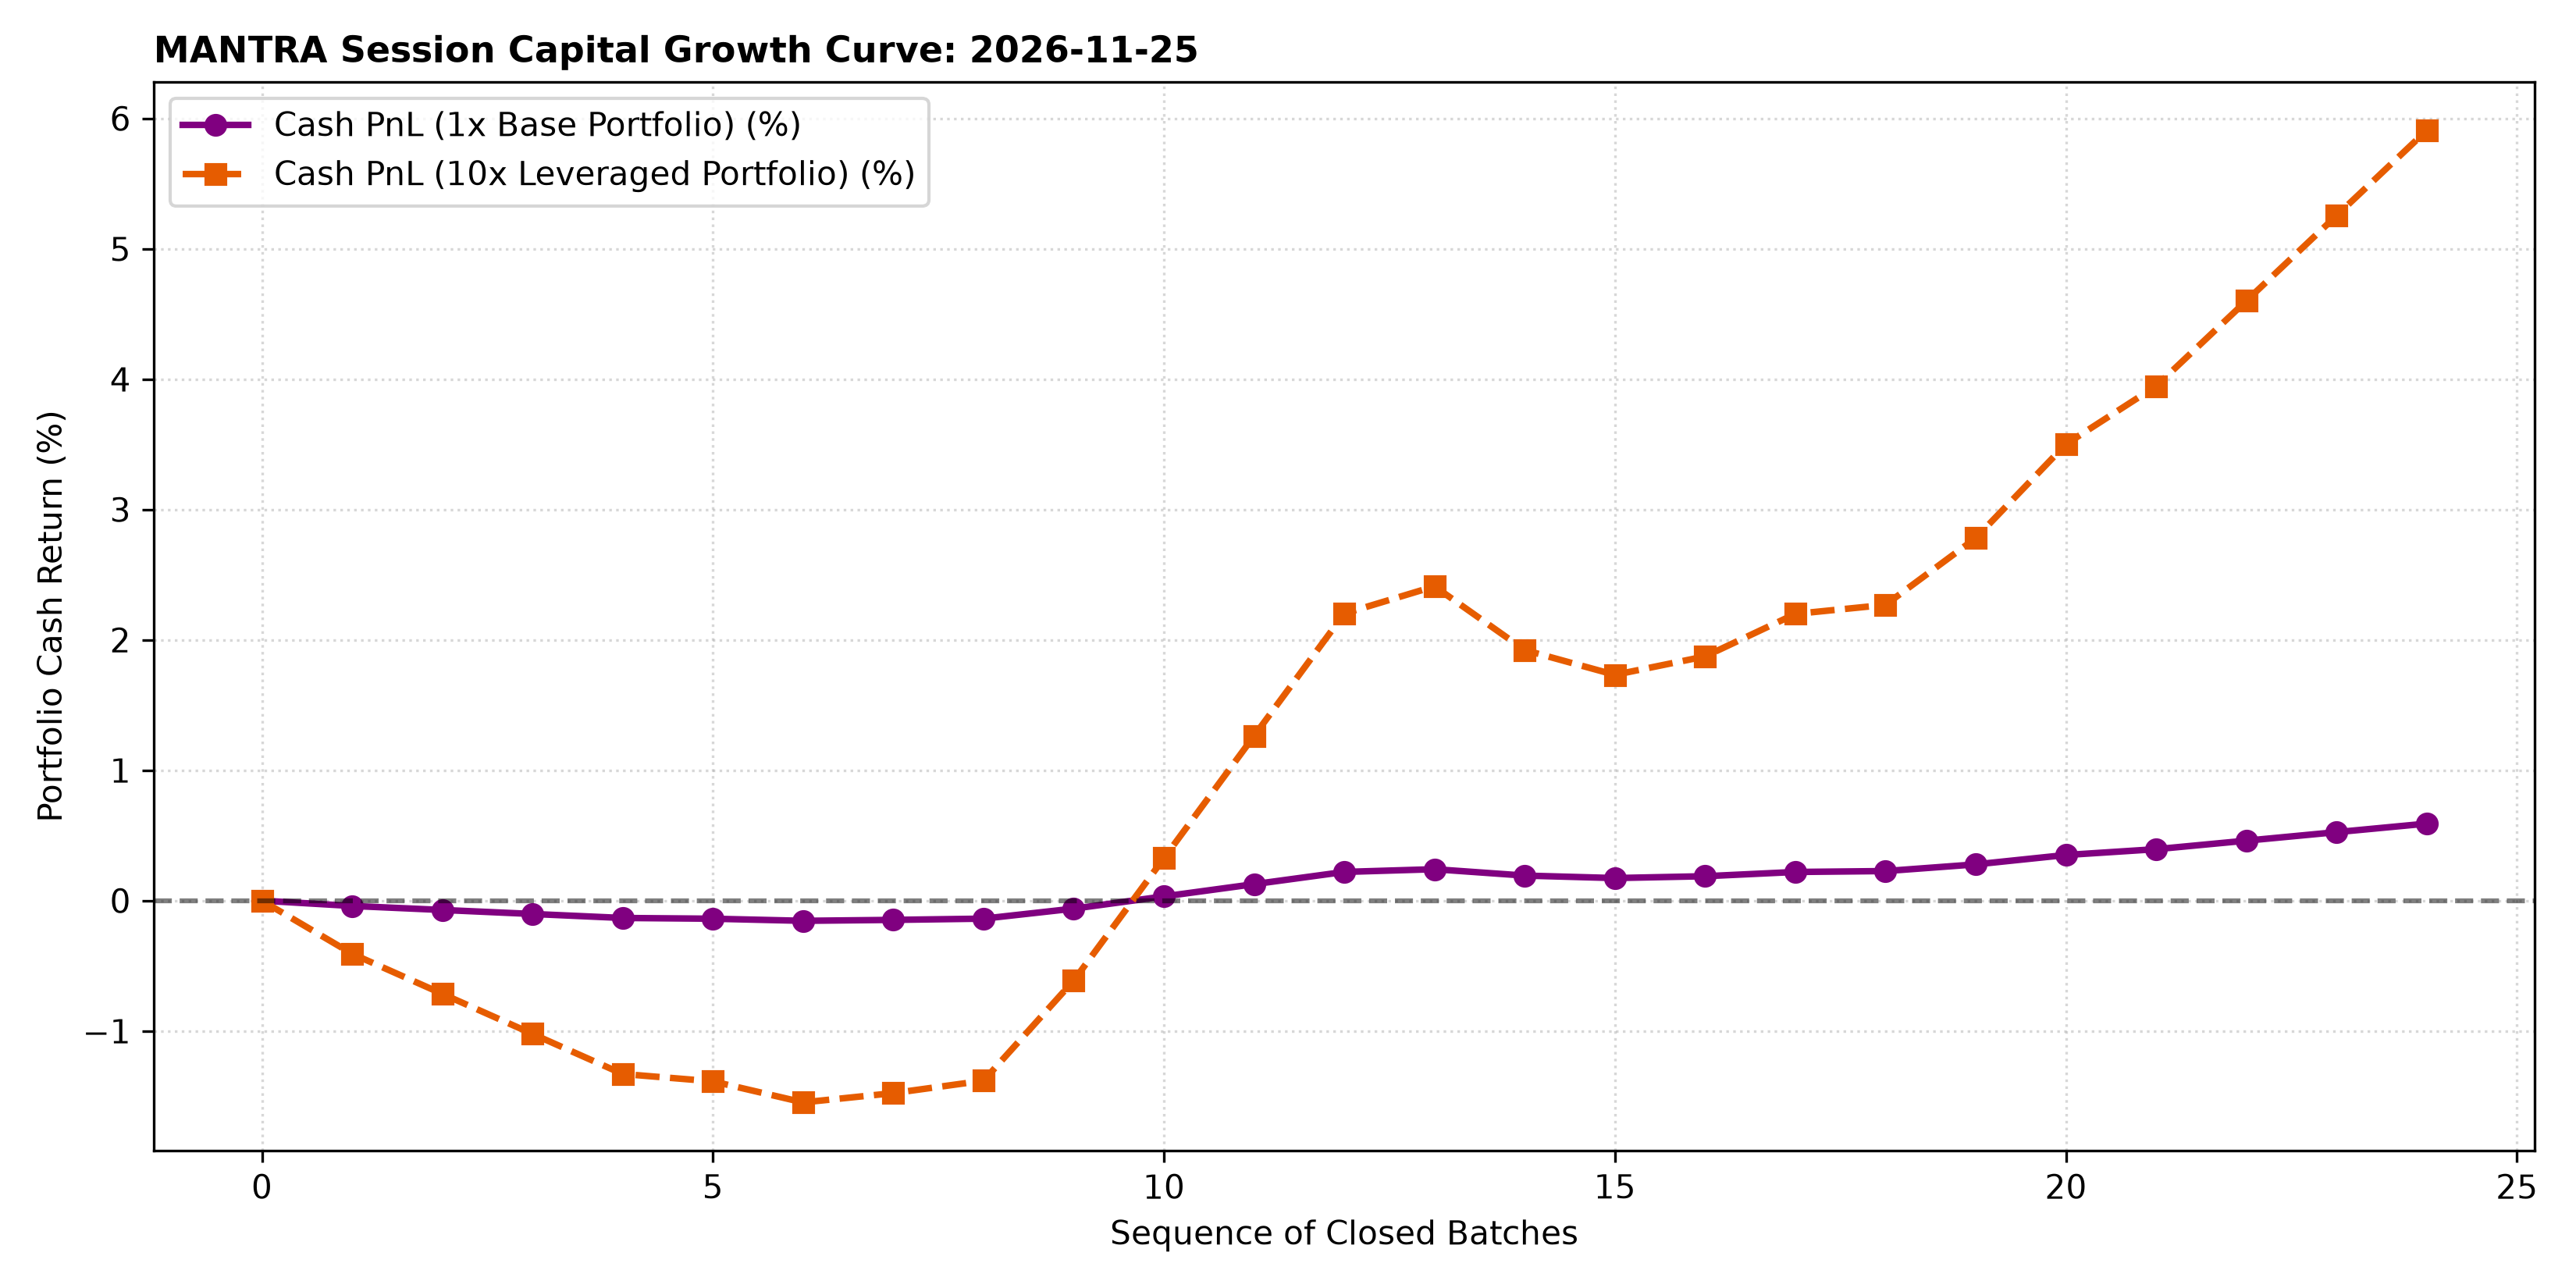 MANTRA Session Capital Growth Curve: 2026-11-25
Cash PnL (1x Base Portfolio) (%)
Cash PnL (10x Leveraged Portfolio) (%)
Portfolio Cash Return (%)
6
5
4
3
2
1
0
−1
0 5 10 15 20 25
Sequence of Closed Batches